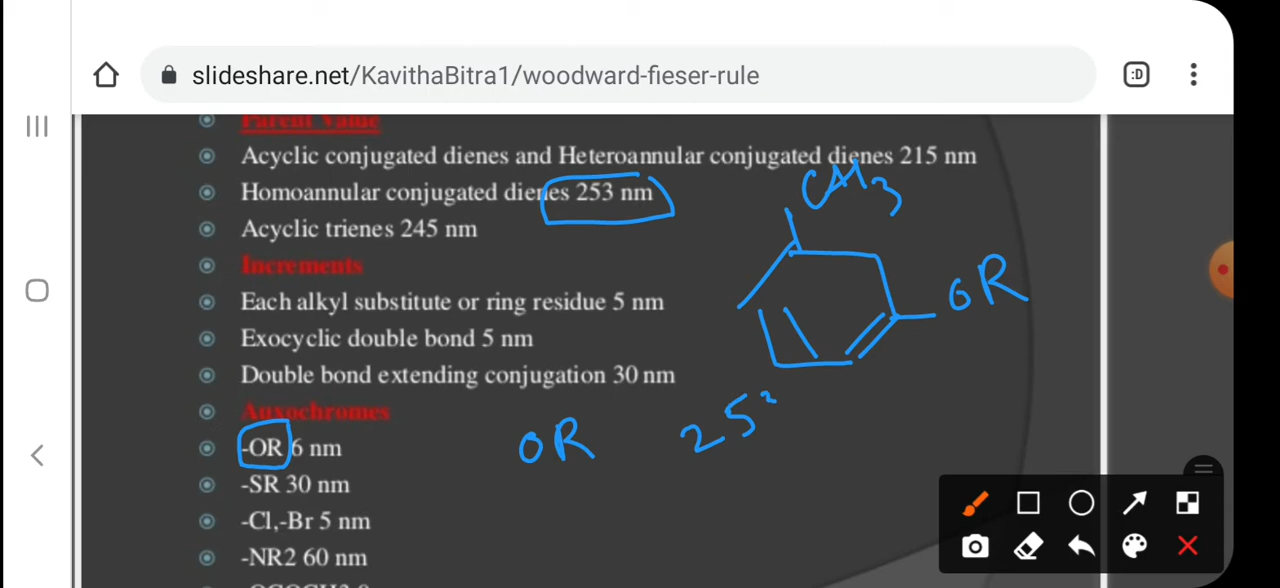 slideshare.net/KavithaBitra1/woodward-fieser-rule
:D
Parent Value
Acyclic conjugated dienes and Heteroannular conjugated dienes 215 nm
Homoannular conjugated dienes 253 nm
Acyclic trienes 245 nm
Increments
Each alkyl substitute or ring residue 5 nm
Exocyclic double bond 5 nm
Double bond extending conjugation 30 nm
Auxochromes
-OR 6 nm
-SR 30 nm
-Cl,-Br 5 nm
-NR2 60 nm
CH3
OR
OR
25